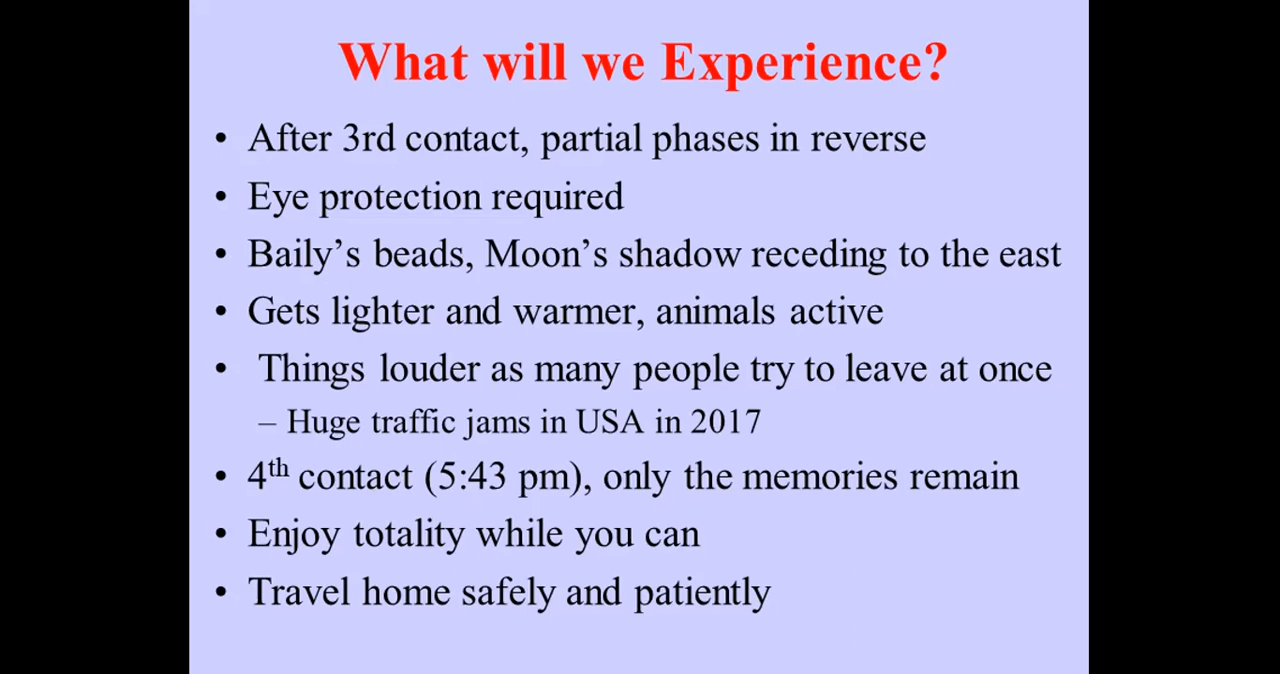 What will we Experience?
• After 3rd contact, partial phases in reverse
• Eye protection required
• Baily's beads, Moon's shadow receding to the east
• Gets lighter and warmer, animals active
• Things louder as many people try to leave at once
– Huge traffic jams in USA in 2017
• 4th contact (5:43 pm), only the memories remain
• Enjoy totality while you can
• Travel home safely and patiently